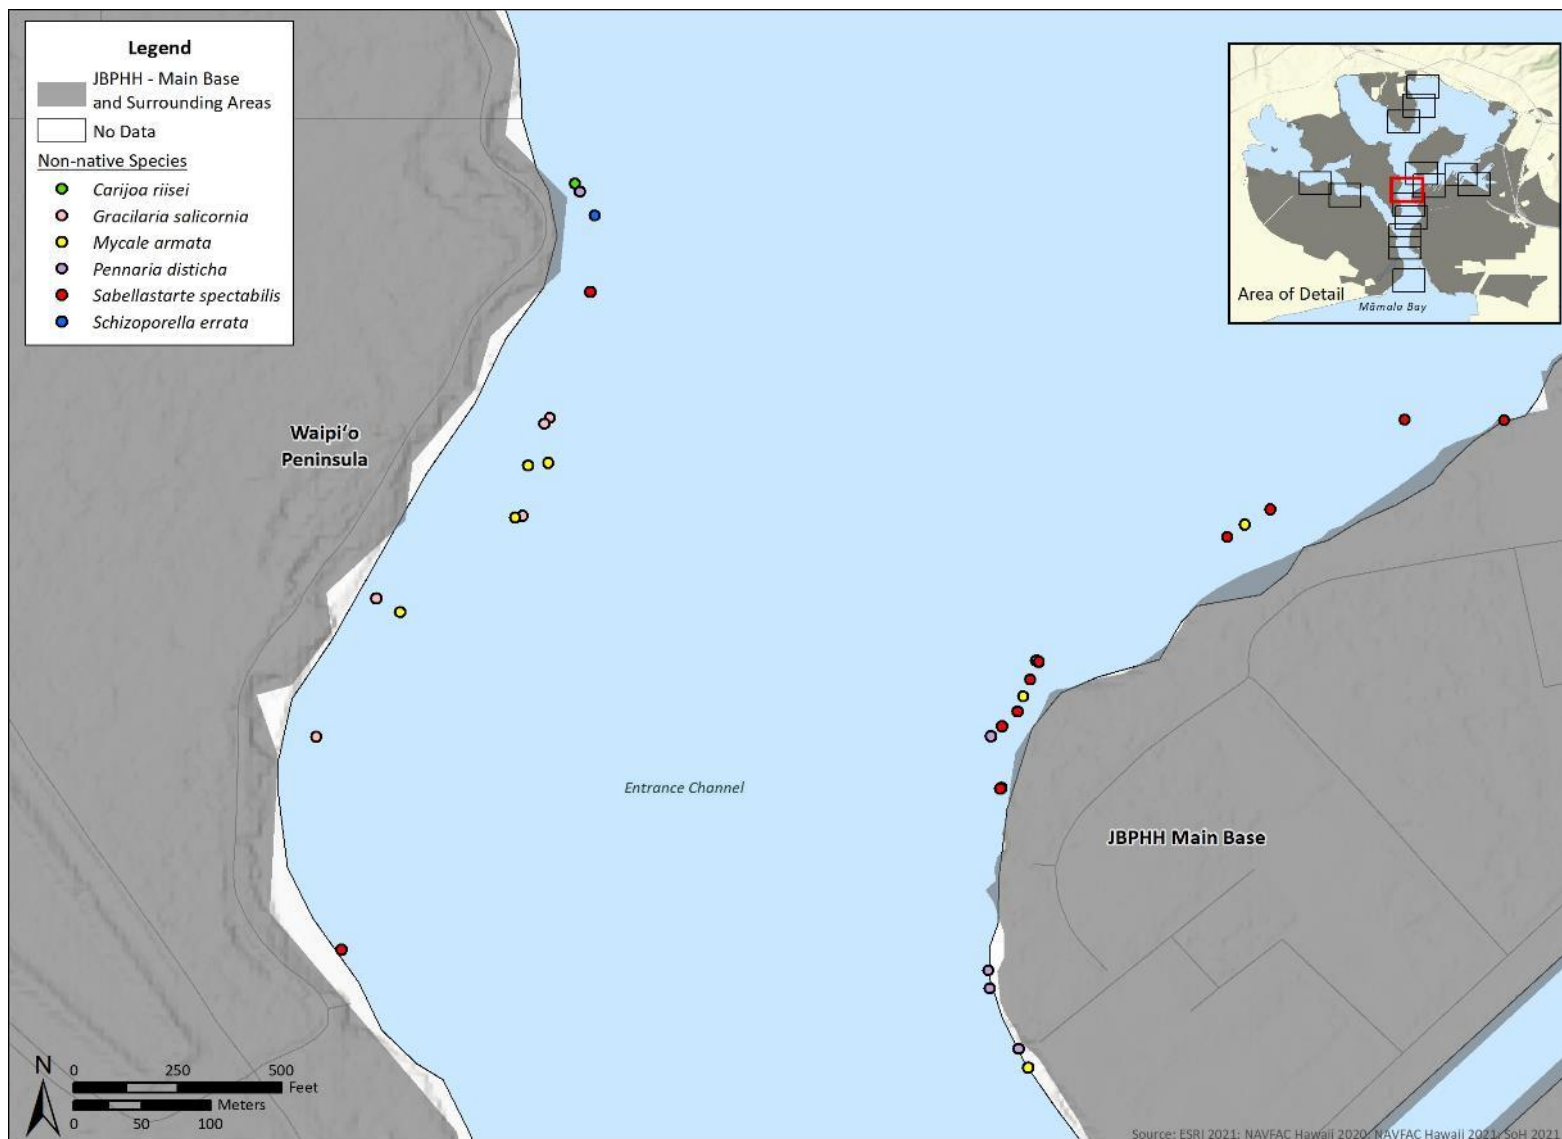 Legend
JBPHH - Main Base
and Surrounding Areas
No Data
Non-native Species
Carijoa riisei
Gracilaria salicornia
Mycale armata
Pennaria disticha
Sabellastarte spectabilis
Schizoporella errata
Area of Detail
Māmala Bay
Waipiʻo
Peninsula
Entrance Channel
JBPHH Main Base
N
0 250 500
Feet
Meters
0 50 100
Source: ESRI 2021; NAVFAC Hawaii 2020; NAVFAC Hawaii 2021; SoH 2021